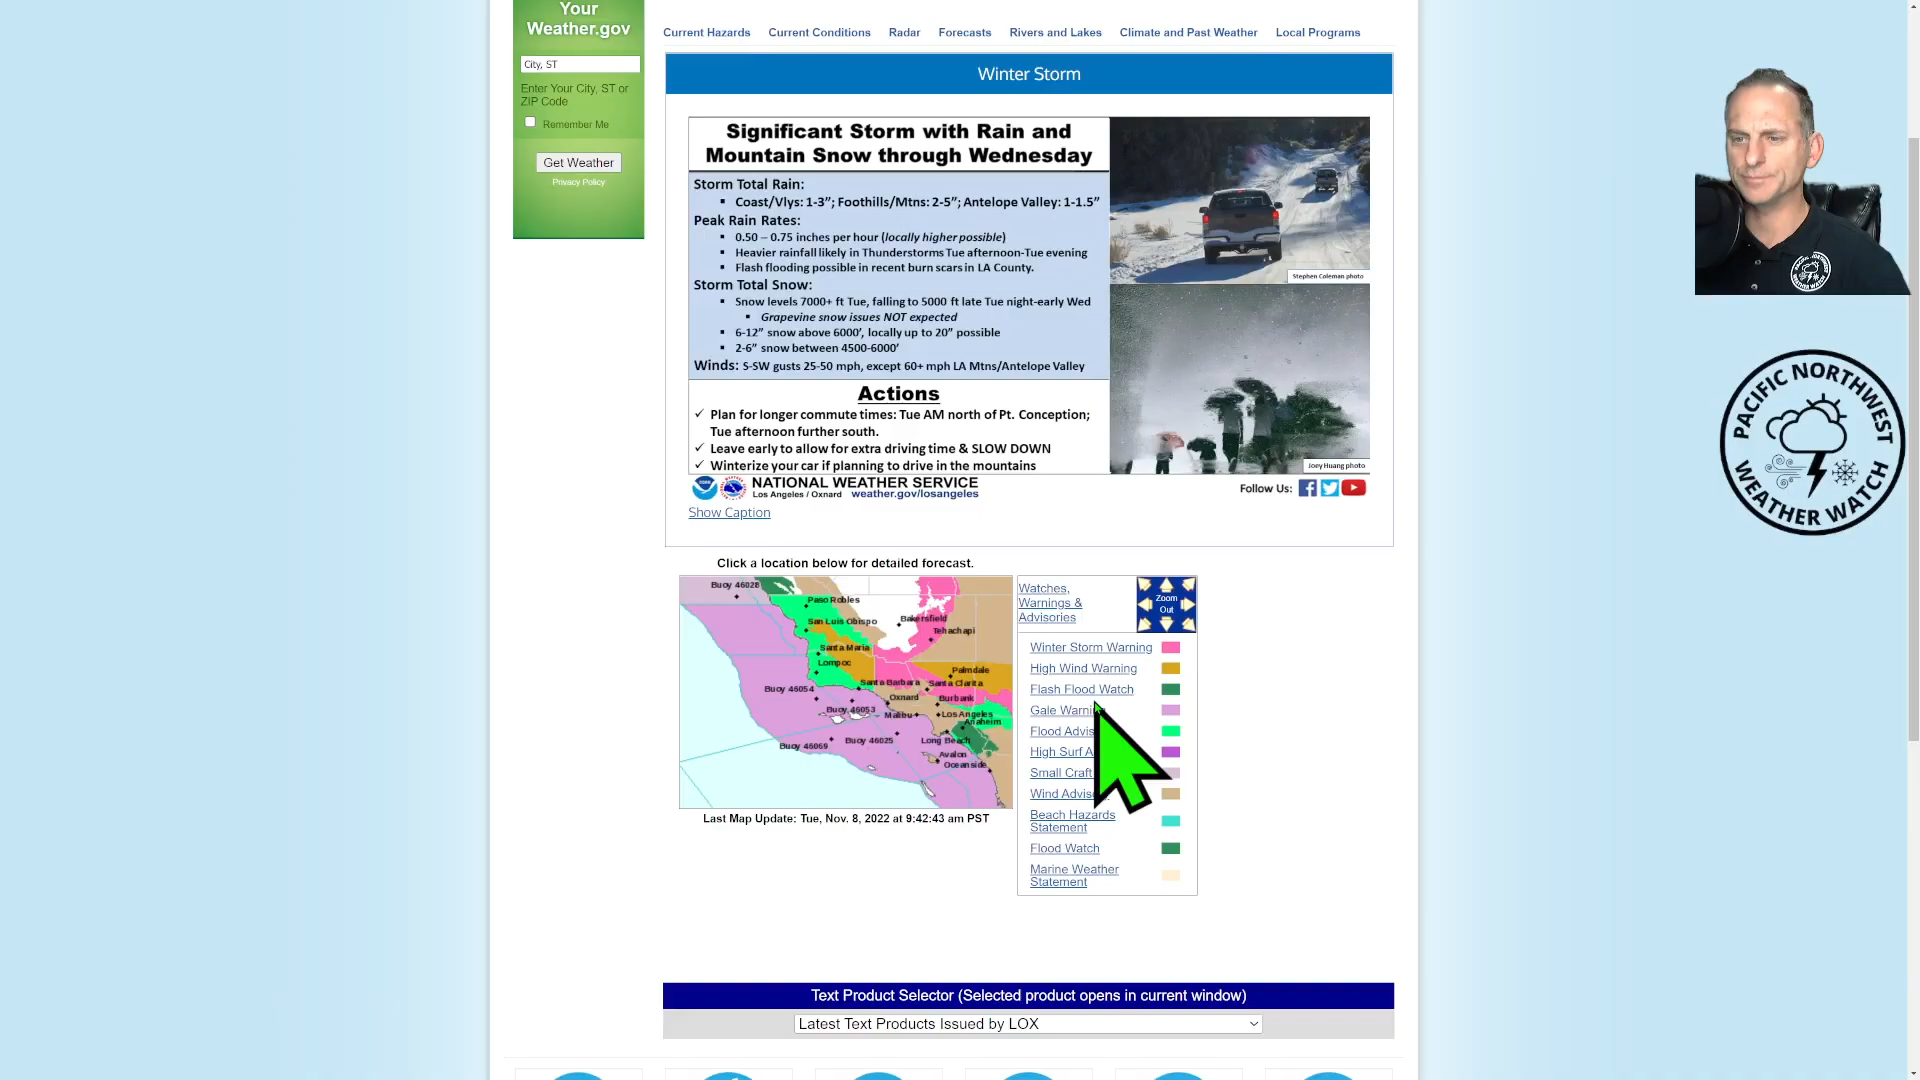 Your
Weather.gov
City, ST
Enter Your City, ST or
ZIP Code
Remember Me
Get Weather
Privacy Policy
Current Hazards Current Conditions Radar Forecasts Rivers and Lakes Climate and Past Weather Local Programs
Winter Storm
Significant Storm with Rain and
Mountain Snow through Wednesday
Storm Total Rain:
▪ Coast/Vlys: 1-3”; Foothills/Mtns: 2-5”; Antelope Valley: 1-1.5”
Peak Rain Rates:
▪ 0.50 – 0.75 inches per hour (locally higher possible)
▪ Heavier rainfall likely in Thunderstorms Tue afternoon-Tue evening
▪ Flash flooding possible in recent burn scars in LA County.
Storm Total Snow:
▪ Snow levels 7000+ ft Tue, falling to 5000 ft late Tue night-early Wed
▪ Grapevine snow issues NOT expected
▪ 6-12” snow above 6000’, locally up to 20” possible
▪ 2-6” snow between 4500-6000’
Winds: S-SW gusts 25-50 mph, except 60+ mph LA Mtns/Antelope Valley
Actions
✓ Plan for longer commute times: Tue AM north of Pt. Conception;
Tue afternoon further south.
✓ Leave early to allow for extra driving time & SLOW DOWN
✓ Winterize your car if planning to drive in the mountains
Stephen Coleman photo
Joey Huang photo
NATIONAL WEATHER SERVICE
Los Angeles / Oxnard weather.gov/losangeles
Follow Us:
Show Caption
Click a location below for detailed forecast.
Buoy 46028
Paso Robles
San Luis Obispo
Bakersfield
Tehachapi
Santa Maria
Lompoc
Palmdale
Santa Barbara
Santa Clarita
Buoy 46054
Oxnard
Burbank
Buoy 46053
Malibu
Los Angeles
Anaheim
Buoy 46069
Buoy 46025
Long Beach
Avalon
Oceanside
Last Map Update: Tue, Nov. 8, 2022 at 9:42:43 am PST
Watches,
Warnings &
Advisories
Zoom
Out
Winter Storm Warning
High Wind Warning
Flash Flood Watch
Gale Warni
Flood Advis
High Surf A
Small Craft
Wind Advis
Beach Hazards
Statement
Flood Watch
Marine Weather
Statement
Text Product Selector (Selected product opens in current window)
Latest Text Products Issued by LOX
PACIFIC NORTHWEST
WEATHER WATCH